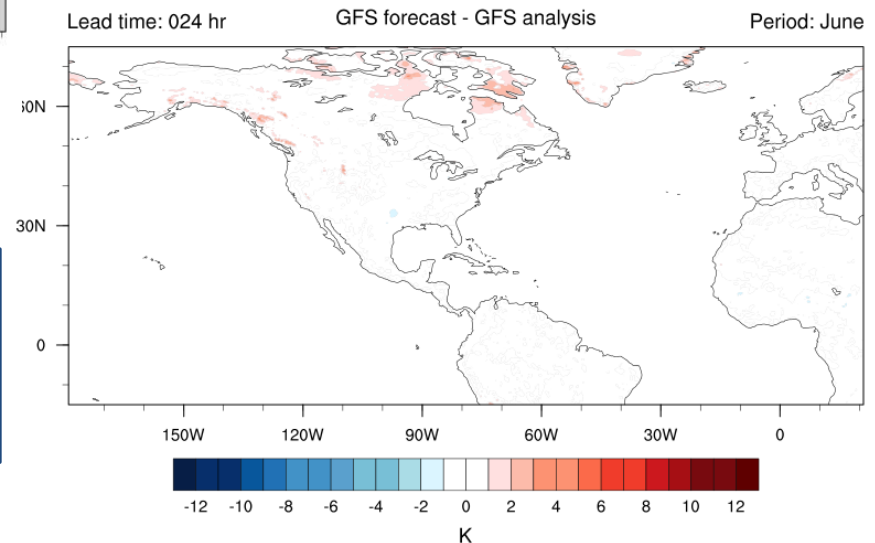 Lead time: 024 hr GFS forecast - GFS analysis Period: June
60N
30N
0
150W 120W 90W 60W 30W 0
-12 -10 -8 -6 -4 -2 0 2 4 6 8 10 12
K